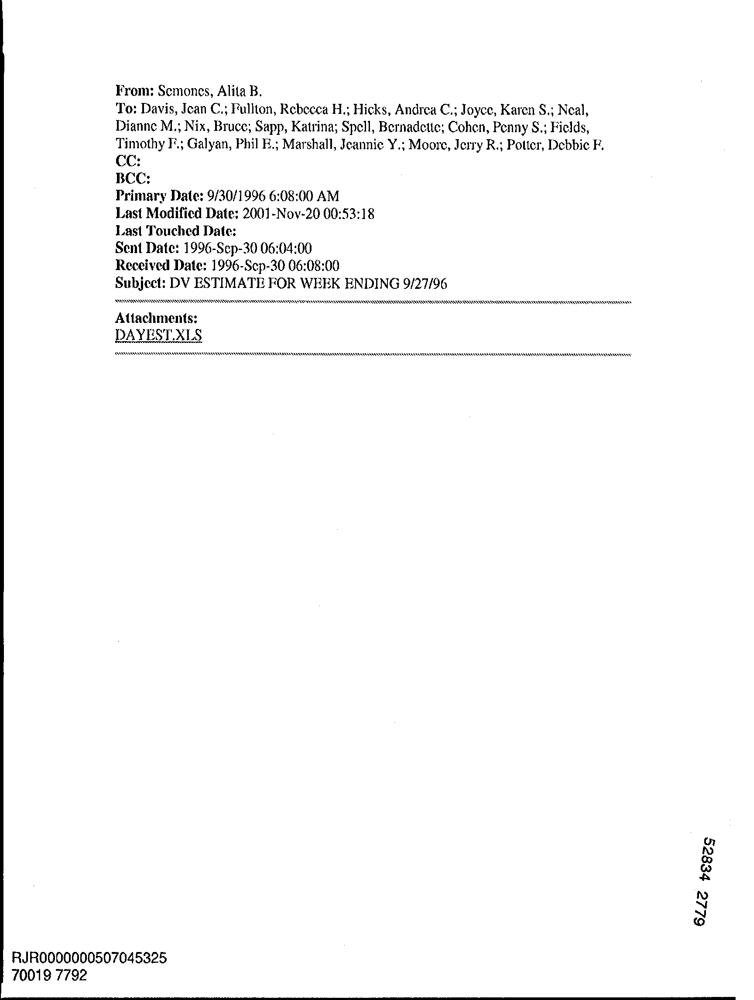 From: Semones, Alita B.
To: Davis, Jean C.; Fullton, Rebecca H.; Hicks, Andrea C.; Joyce, Karen S.; Neal,
Dianne M.; Nix, Bruce; Sapp, Katrina; Spell, Bernadette; Cohen, Penny S.; Fields,
Timothy F.; Galyan, Phil E.; Marshall, Jeannie Y.; Moore, Jerry R.; Potter, Debbie F.
CC:
BCC:
Primary Date: 9/30/1996 6:08:00 AM
Last Modified Date: 2001-Nov-20 00:53:18
Last Touched Date:
Sent Date: 1996-Sep-30 06:04:00
Received Date: 1996-Sep-30 06:08:00
Subject: DV ESTIMATE FOR WEEK ENDING 9/27/96
Attachments:
DAYEST.XLS
52834 2779
RJR0000000507045325
70019 7792